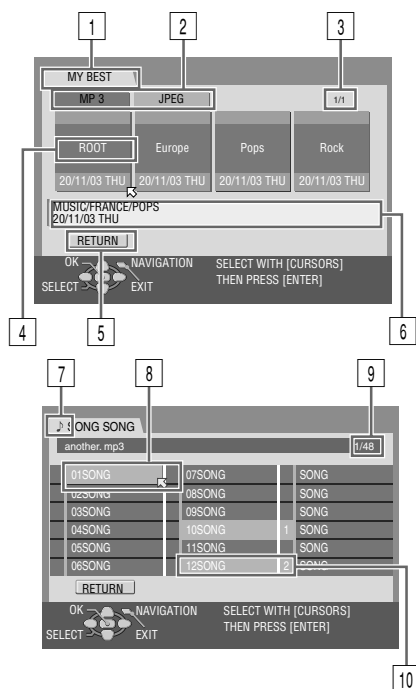 1 2 3
MY BEST
MP 3 JPEG 1/1
ROOT Europe Pops Rock
20/11/03 THU 20/11/03 THU 20/11/03 THU 20/11/03 THU
MUSIC/FRANCE/POPS
20/11/03 THU
RETURN
OK NAVIGATION SELECT WITH [CURSORS]
SELECT EXIT THEN PRESS [ENTER]
4 5 6
7 8 9
♪ SONG SONG
another. mp3 1/48
01SONG 07SONG SONG
02SONG 08SONG SONG
03SONG 09SONG SONG
04SONG 10SONG 1 SONG
05SONG 11SONG SONG
06SONG 12SONG 2 SONG
RETURN
OK NAVIGATION SELECT WITH [CURSORS]
SELECT EXIT THEN PRESS [ENTER]
10